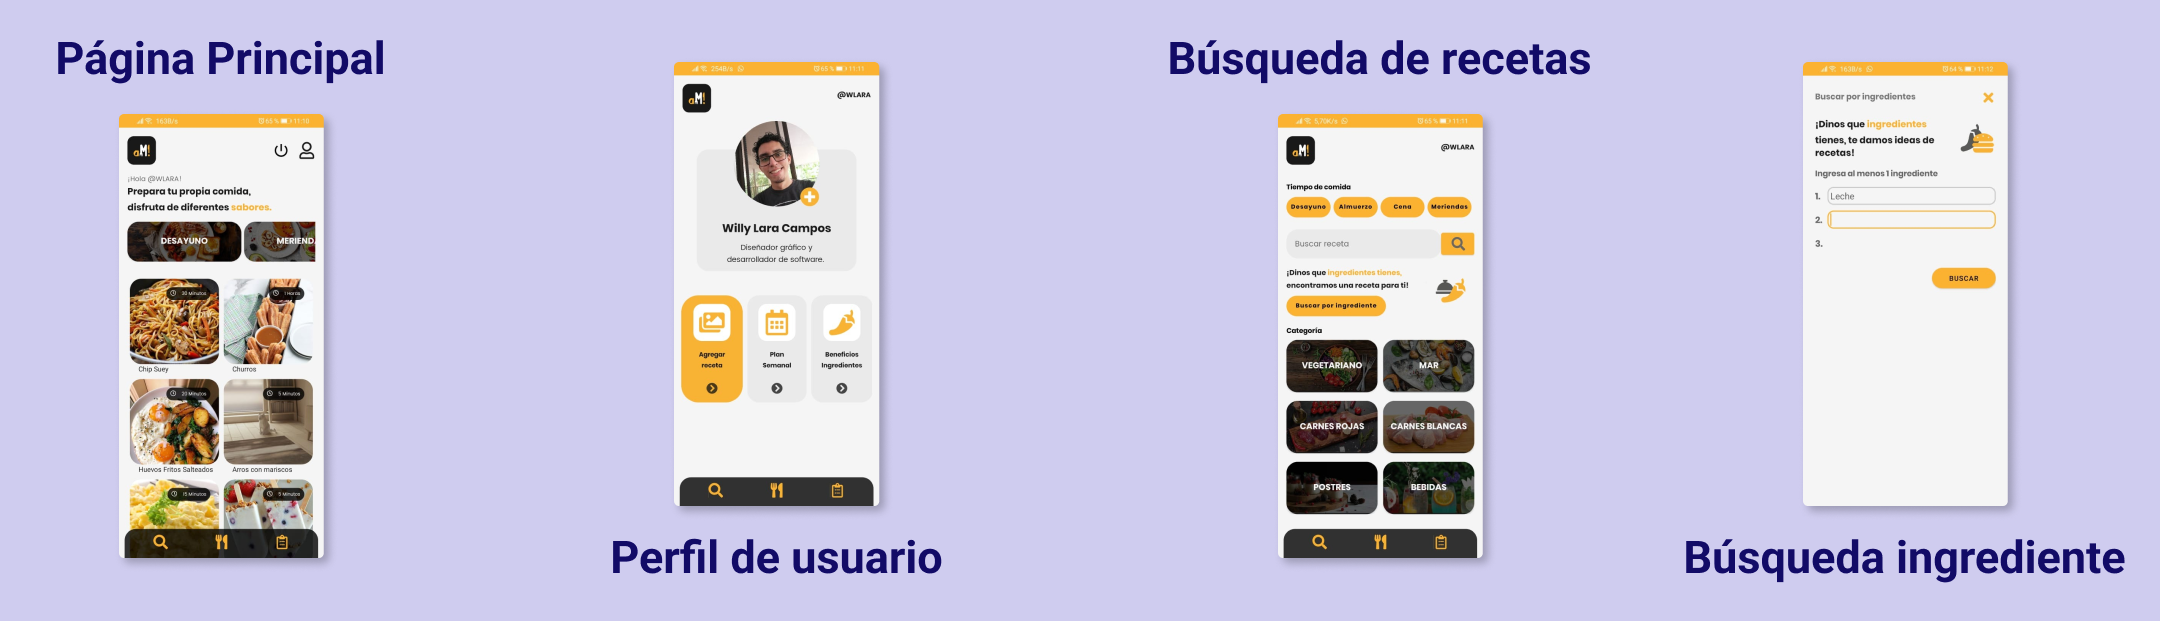 Página Principal
163B/s
65 %
11:10
aM!
¡Hola @WLARA!
Prepara tu propia comida,
disfruta de diferentes sabores.
DESAYUNO
MERIEND
30 Minutos
1 Horas
Chip Suey
Churros
20 Minutos
5 Minutos
Huevos Fritos Salteados
Arros con mariscos
15 Minutos
5 Minutos
254B/s
65 %
11:11
aM!
@WLARA
Willy Lara Campos
Diseñador gráfico y
desarrollador de software.
Agregar
receta
Plan
Semanal
Beneficios
Ingredientes
Perfil de usuario
Búsqueda de recetas
5,70K/s
65 %
11:11
aM!
@WLARA
Tiempo de comida
Desayuno
Almuerzo
Cena
Meriendas
Buscar receta
¡Dinos que ingredientes tienes,
encontramos una receta para ti!
Buscar por ingrediente
Categoría
VEGETARIANO
MAR
CARNES ROJAS
CARNES BLANCAS
POSTRES
BEBIDAS
163B/s
64 %
11:12
Buscar por ingredientes
¡Dinos que ingredientes
tienes, te damos ideas de
recetas!
Ingresa al menos 1 ingrediente
1. Leche
2.
3.
BUSCAR
Búsqueda ingrediente